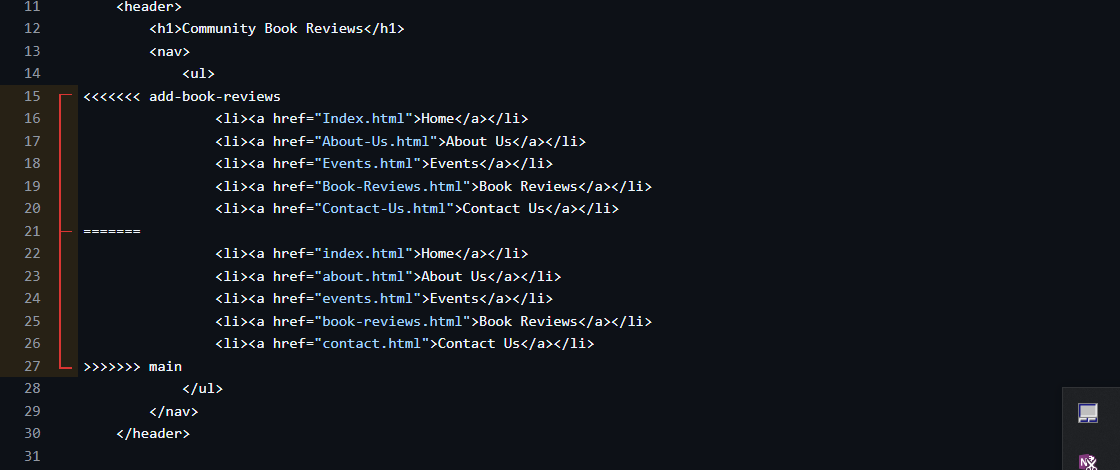 11 <header>
12 <h1>Community Book Reviews</h1>
13 <nav>
14 <ul>
15 <<<<<<< add-book-reviews
16 <li><a href="Index.html">Home</a></li>
17 <li><a href="About-Us.html">About Us</a></li>
18 <li><a href="Events.html">Events</a></li>
19 <li><a href="Book-Reviews.html">Book Reviews</a></li>
20 <li><a href="Contact-Us.html">Contact Us</a></li>
21 =======
22 <li><a href="index.html">Home</a></li>
23 <li><a href="about.html">About Us</a></li>
24 <li><a href="events.html">Events</a></li>
25 <li><a href="book-reviews.html">Book Reviews</a></li>
26 <li><a href="contact.html">Contact Us</a></li>
27 >>>>>>> main
28 </ul>
29 </nav>
30 </header>
31